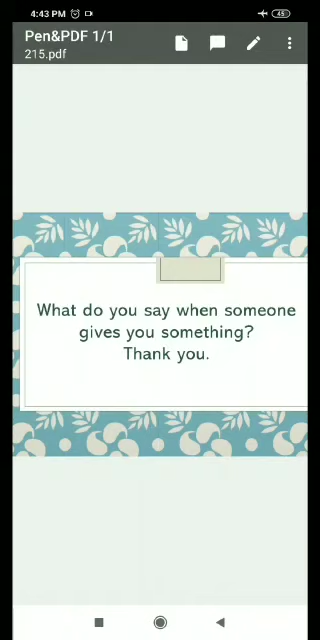 4:43 PM
45
Pen&PDF 1/1
215.pdf
What do you say when someone
gives you something?
Thank you.